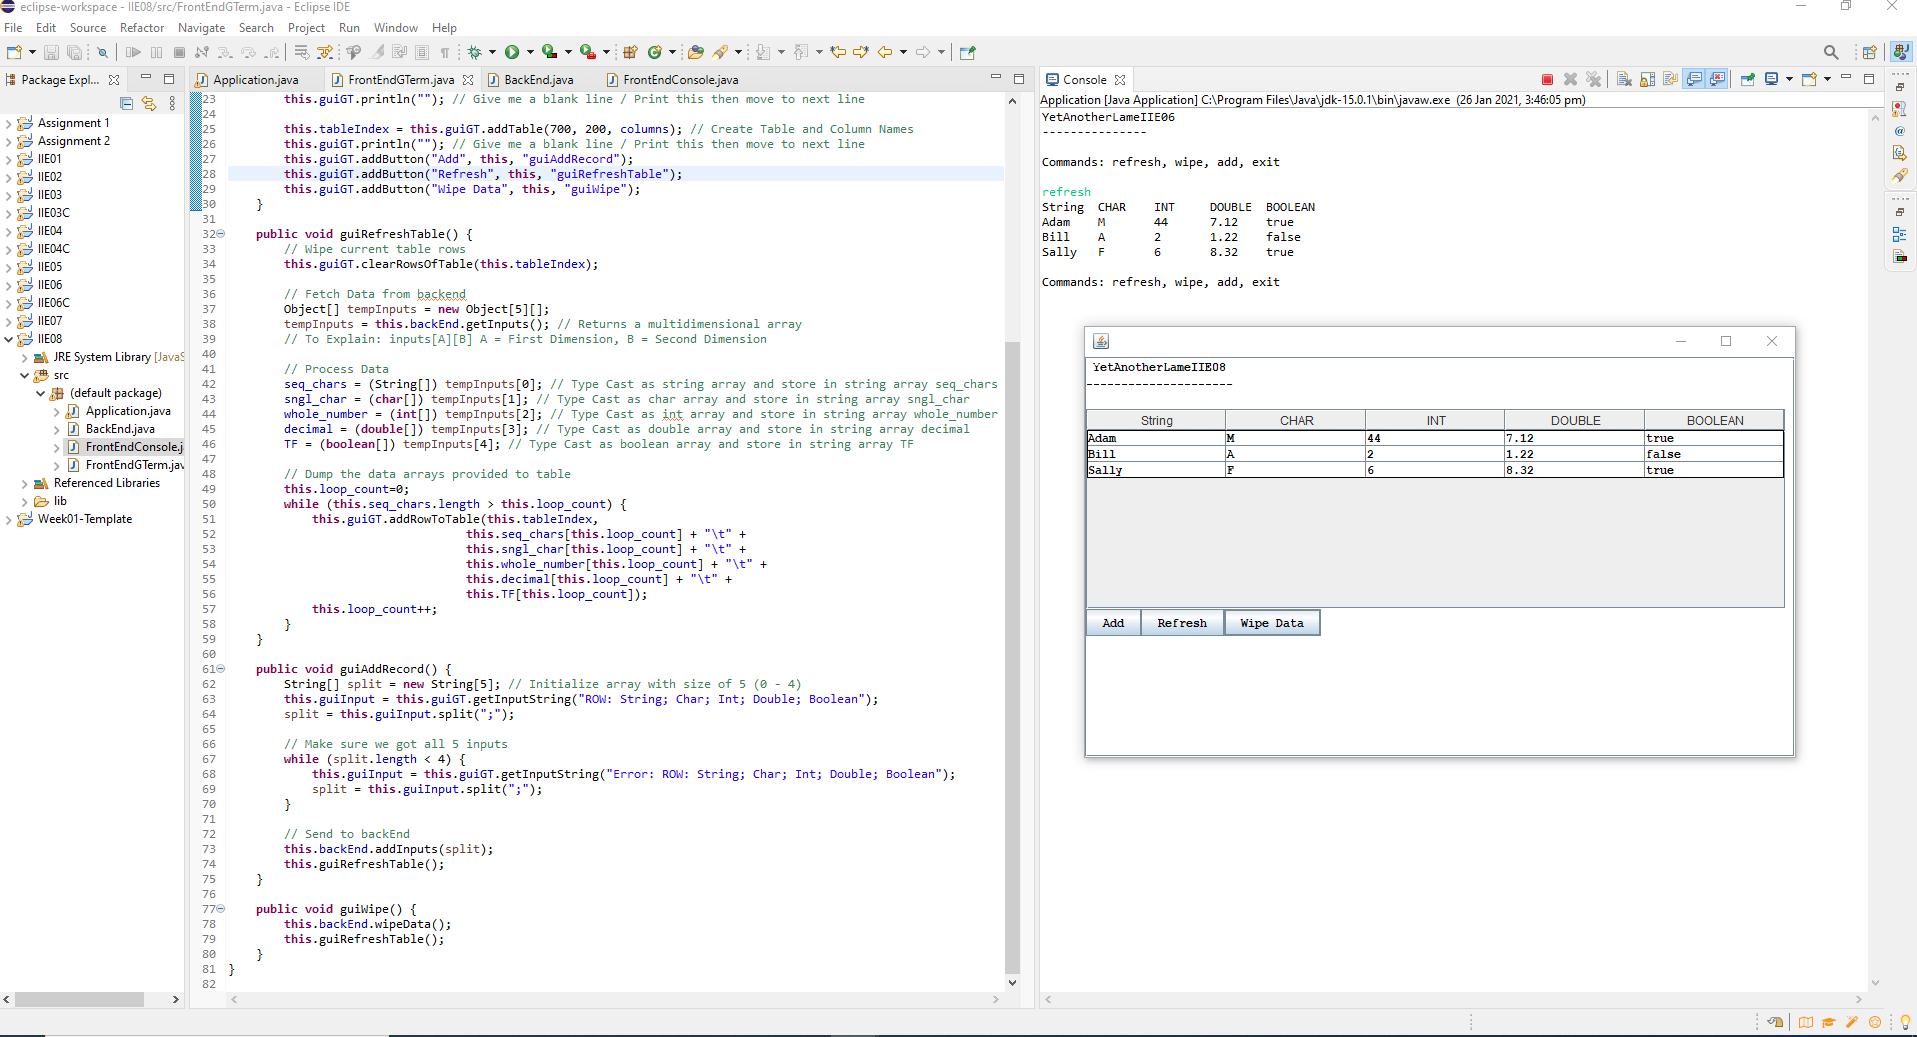 eclipse-workspace - IIE08/src/FrontEndGTerm.java - Eclipse IDE
File Edit Source Refactor Navigate Search Project Run Window Help
Package Expl...
Assignment 1
Assignment 2
IIE01
IIE02
IIE03
IIE03C
IIE04
IIE04C
IIE05
IIE06
IIE06C
IIE07
IIE08
JRE System Library [JavaS
src
(default package)
Application.java
BackEnd.java
FrontEndConsole.j
FrontEndGTerm.jav
Referenced Libraries
lib
Week01-Template
Application.java FrontEndGTerm.java BackEnd.java FrontEndConsole.java
23 this.guiGT.println(""); // Give me a blank line / Print this then move to next line
24
25 this.tableIndex = this.guiGT.addTable(700, 200, columns); // Create Table and Column Names
26 this.guiGT.println(""); // Give me a blank line / Print this then move to next line
27 this.guiGT.addButton("Add", this, "guiAddRecord");
28 this.guiGT.addButton("Refresh", this, "guiRefreshTable");
29 this.guiGT.addButton("Wipe Data", this, "guiWipe");
30 }
31
32 public void guiRefreshTable() {
33 // Wipe current table rows
34 this.guiGT.clearRowsOfTable(this.tableIndex);
35
36 // Fetch Data from backend
37 Object[] tempInputs = new Object[5][];
38 tempInputs = this.backEnd.getInputs(); // Returns a multidimensional array
39 // To Explain: inputs[A][B] A = First Dimension, B = Second Dimension
40
41 // Process Data
42 seq_chars = (String[]) tempInputs[0]; // Type Cast as string array and store in string array seq_chars
43 sngl_char = (char[]) tempInputs[1]; // Type Cast as char array and store in string array sngl_char
44 whole_number = (int[]) tempInputs[2]; // Type Cast as int array and store in string array whole_number
45 decimal = (double[]) tempInputs[3]; // Type Cast as double array and store in string array decimal
46 TF = (boolean[]) tempInputs[4]; // Type Cast as boolean array and store in string array TF
47
48 // Dump the data arrays provided to table
49 this.loop_count=0;
50 while (this.seq_chars.length > this.loop_count) {
51 this.guiGT.addRowToTable(this.tableIndex,
52 this.seq_chars[this.loop_count] + "\t" +
53 this.sngl_char[this.loop_count] + "\t" +
54 this.whole_number[this.loop_count] + "\t" +
55 this.decimal[this.loop_count] + "\t" +
56 this.TF[this.loop_count]);
57 this.loop_count++;
58 }
59 }
60
61 public void guiAddRecord() {
62 String[] split = new String[5]; // Initialize array with size of 5 (0 - 4)
63 this.guiInput = this.guiGT.getInputString("ROW: String; Char; Int; Double; Boolean");
64 split = this.guiInput.split(";");
65
66 // Make sure we got all 5 inputs
67 while (split.length < 4) {
68 this.guiInput = this.guiGT.getInputString("Error: ROW: String; Char; Int; Double; Boolean");
69 split = this.guiInput.split(";");
70 }
71
72 // Send to backEnd
73 this.backEnd.addInputs(split);
74 this.guiRefreshTable();
75 }
76
77 public void guiWipe() {
78 this.backEnd.wipeData();
79 this.guiRefreshTable();
80 }
81 }
82
Console
Application [Java Application] C:\Program Files\Java\jdk-15.0.1\bin\javaw.exe (26 Jan 2021, 3:46:05 pm)
YetAnotherLameIIE06
---------------
Commands: refresh, wipe, add, exit
refresh
String CHAR INT DOUBLE BOOLEAN
Adam M 44 7.12 true
Bill A 2 1.22 false
Sally F 6 8.32 true
Commands: refresh, wipe, add, exit
YetAnotherLameIIE08
---------------------
String CHAR INT DOUBLE BOOLEAN
Adam M 44 7.12 true
Bill A 2 1.22 false
Sally F 6 8.32 true
Add Refresh Wipe Data